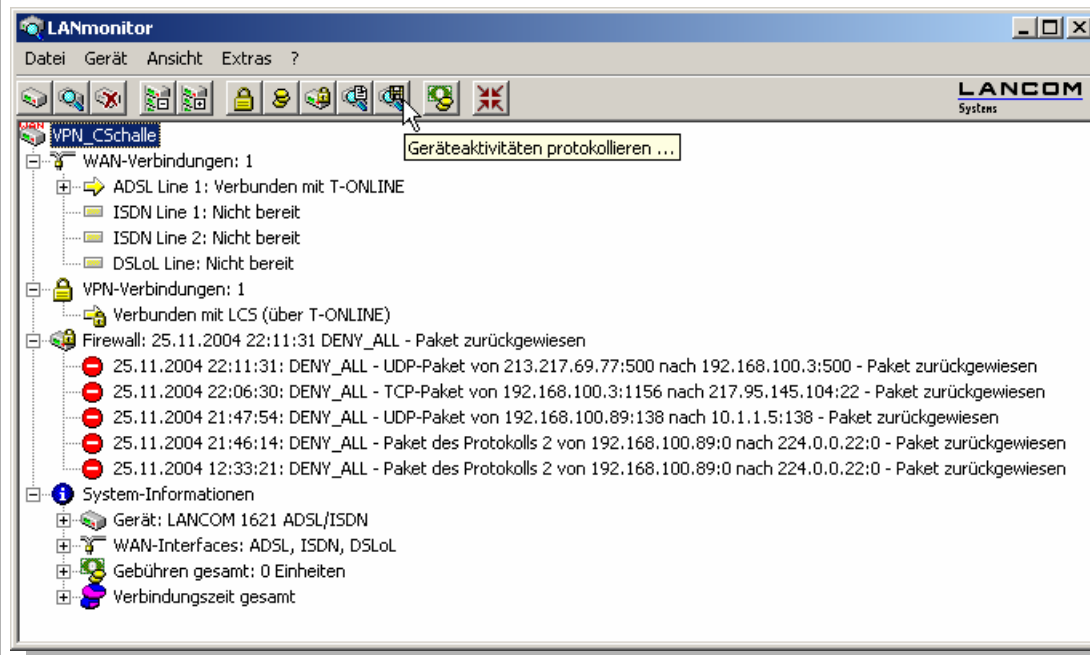 LANmonitor
Datei Gerät Ansicht Extras ?
LANCOM
Systems
WAN
VPN_CSchalle
Geräteaktivitäten protokollieren ...
WAN-Verbindungen: 1
ADSL Line 1: Verbunden mit T-ONLINE
ISDN Line 1: Nicht bereit
ISDN Line 2: Nicht bereit
DSLoL Line: Nicht bereit
VPN-Verbindungen: 1
Verbunden mit LCS (über T-ONLINE)
Firewall: 25.11.2004 22:11:31 DENY_ALL - Paket zurückgewiesen
25.11.2004 22:11:31: DENY_ALL - UDP-Paket von 213.217.69.77:500 nach 192.168.100.3:500 - Paket zurückgewiesen
25.11.2004 22:06:30: DENY_ALL - TCP-Paket von 192.168.100.3:1156 nach 217.95.145.104:22 - Paket zurückgewiesen
25.11.2004 21:47:54: DENY_ALL - UDP-Paket von 192.168.100.89:138 nach 10.1.1.5:138 - Paket zurückgewiesen
25.11.2004 21:46:14: DENY_ALL - Paket des Protokolls 2 von 192.168.100.89:0 nach 224.0.0.22:0 - Paket zurückgewiesen
25.11.2004 12:33:21: DENY_ALL - Paket des Protokolls 2 von 192.168.100.89:0 nach 224.0.0.22:0 - Paket zurückgewiesen
System-Informationen
Gerät: LANCOM 1621 ADSL/ISDN
WAN-Interfaces: ADSL, ISDN, DSLoL
Gebühren gesamt: 0 Einheiten
Verbindungszeit gesamt